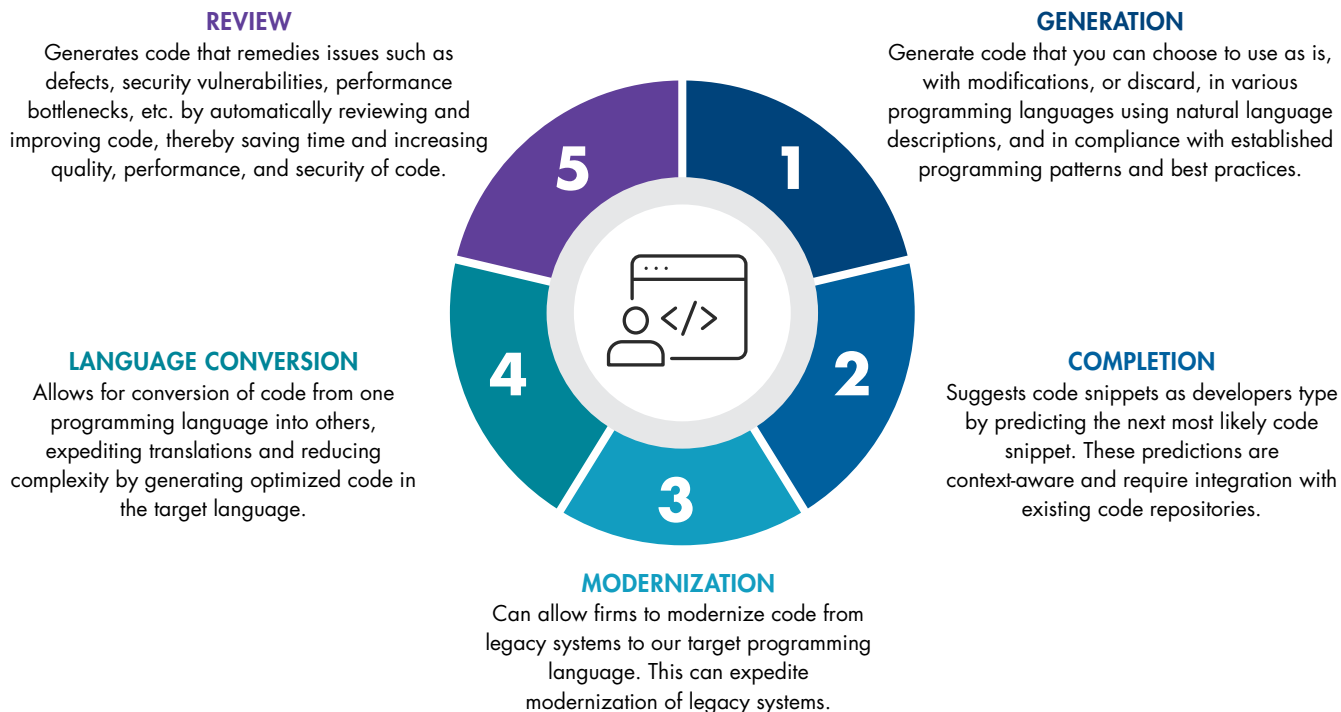 REVIEW
Generates code that remedies issues such as
defects, security vulnerabilities, performance
bottlenecks, etc. by automatically reviewing and
improving code, thereby saving time and increasing
quality, performance, and security of code.
GENERATION
Generate code that you can choose to use as is,
with modifications, or discard, in various
programming languages using natural language
descriptions, and in compliance with established
programming patterns and best practices.
5
1
</>
LANGUAGE CONVERSION
Allows for conversion of code from one
programming language into others,
expediting translations and reducing
complexity by generating optimized code in
the target language.
4
2
COMPLETION
Suggests code snippets as developers type
by predicting the next most likely code
snippet. These predictions are
context-aware and require integration with
existing code repositories.
3
MODERNIZATION
Can allow firms to modernize code from
legacy systems to our target programming
language. This can expedite
modernization of legacy systems.